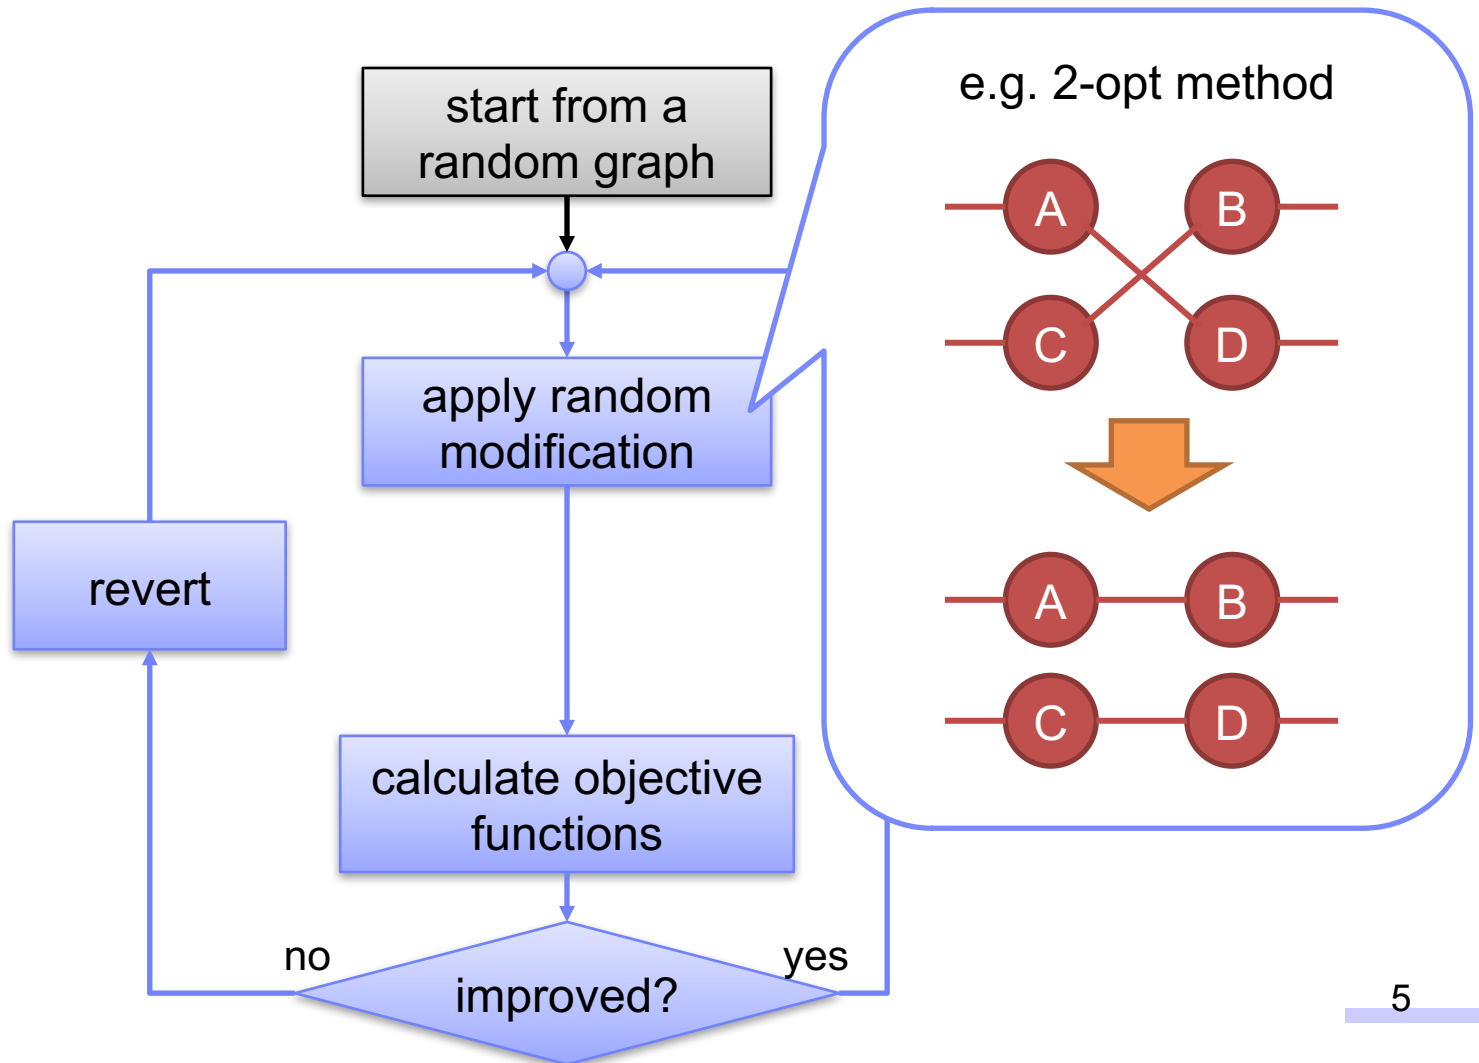 start from a
random graph
apply random
modification
revert
calculate objective
functions
improved?
no
yes
e.g. 2-opt method
A
B
C
D
A
B
C
D
5